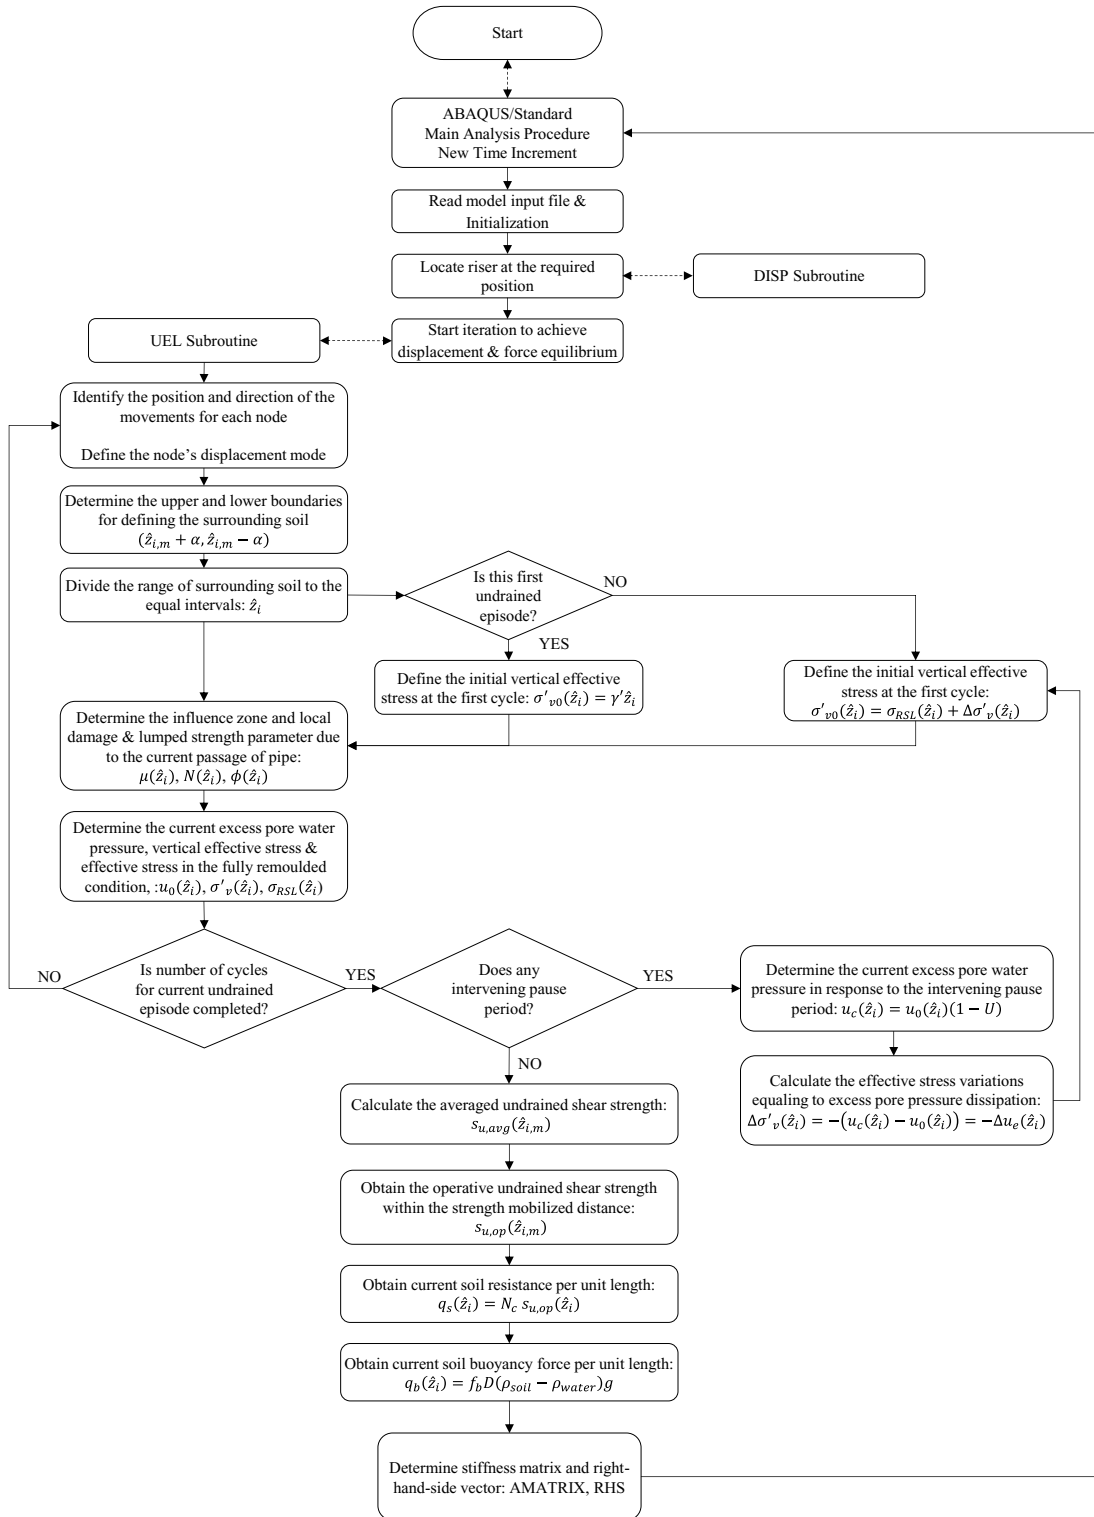 Start
ABAQUS/Standard
Main Analysis Procedure
New Time Increment
Read model input file &
Initialization
Locate riser at the required
position
DISP Subroutine
Start iteration to achieve
displacement & force equilibrium
UEL Subroutine
Identify the position and direction of the
movements for each node
Define the node's displacement mode
Determine the upper and lower boundaries
for defining the surrounding soil
(ẑ_{i,m} + α, ẑ_{i,m} − α)
Divide the range of surrounding soil to the
equal intervals: ẑ_i
Is this first
undrained
episode?
NO
YES
Define the initial vertical effective
stress at the first cycle: σ'_{v0}(ẑ_i) = γ'ẑ_i
Define the initial vertical effective
stress at the first cycle:
σ'_{v0}(ẑ_i) = σ_{RSL}(ẑ_i) + Δσ'_v(ẑ_i)
Determine the influence zone and local
damage & lumped strength parameter due
to the current passage of pipe:
μ(ẑ_i), N(ẑ_i), ϕ(ẑ_i)
Determine the current excess pore water
pressure, vertical effective stress &
effective stress in the fully remoulded
condition, :u_0(ẑ_i), σ'_v(ẑ_i), σ_{RSL}(ẑ_i)
Is number of cycles
for current undrained
episode completed?
NO
YES
Does any
intervening pause
period?
YES
NO
Determine the current excess pore water
pressure in response to the intervening pause
period: u_c(ẑ_i) = u_0(ẑ_i)(1 − U)
Calculate the effective stress variations
equaling to excess pore pressure dissipation:
Δσ'_v(ẑ_i) = −(u_c(ẑ_i) − u_0(ẑ_i)) = −Δu_e(ẑ_i)
Calculate the averaged undrained shear strength:
s_{u,avg}(ẑ_{i,m})
Obtain the operative undrained shear strength
within the strength mobilized distance:
s_{u,op}(ẑ_{i,m})
Obtain current soil resistance per unit length:
q_s(ẑ_i) = N_c s_{u,op}(ẑ_i)
Obtain current soil buoyancy force per unit length:
q_b(ẑ_i) = f_b D(ρ_{soil} − ρ_{water})g
Determine stiffness matrix and right-
hand-side vector: AMATRIX, RHS